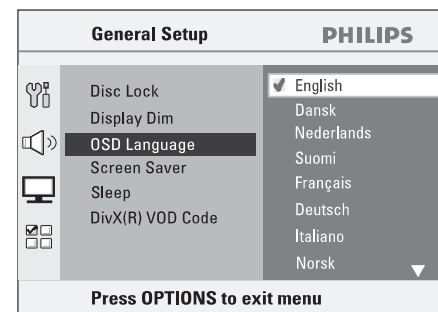 General Setup
PHILIPS
Disc Lock
Display Dim
OSD Language
Screen Saver
Sleep
DivX(R) VOD Code
English
Dansk
Nederlands
Suomi
Français
Deutsch
Italiano
Norsk
Press OPTIONS to exit menu